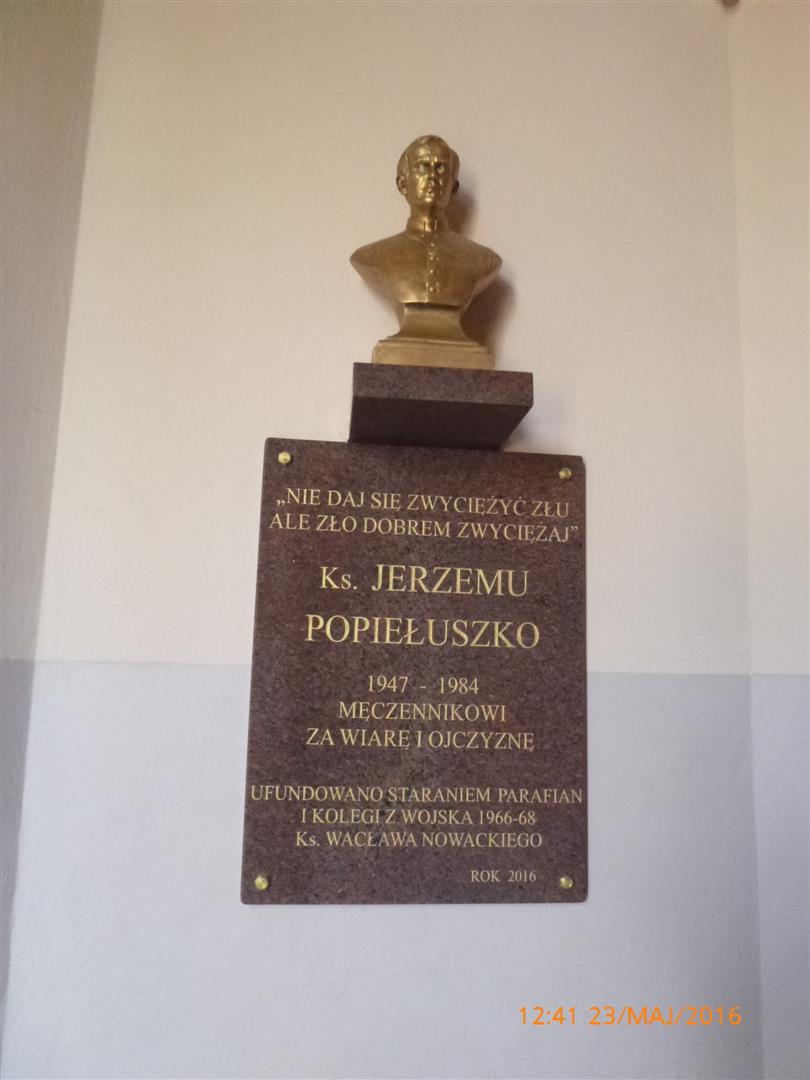 „NIE DAJ SIĘ ZWYCIĘŻYĆ ZŁU
ALE ZŁO DOBREM ZWYCIĘŻAJ”
Ks. JERZEMU
POPIEŁUSZKO
1947 - 1984
MĘCZENNIKOWI
ZA WIARĘ I OJCZYZNĘ
UFUNDOWANO STARANIEM PARAFIAN
I KOLEGI Z WOJSKA 1966-68
Ks. WACŁAWA NOWACKIEGO
ROK 2016
12:41 23/MAJ/2016